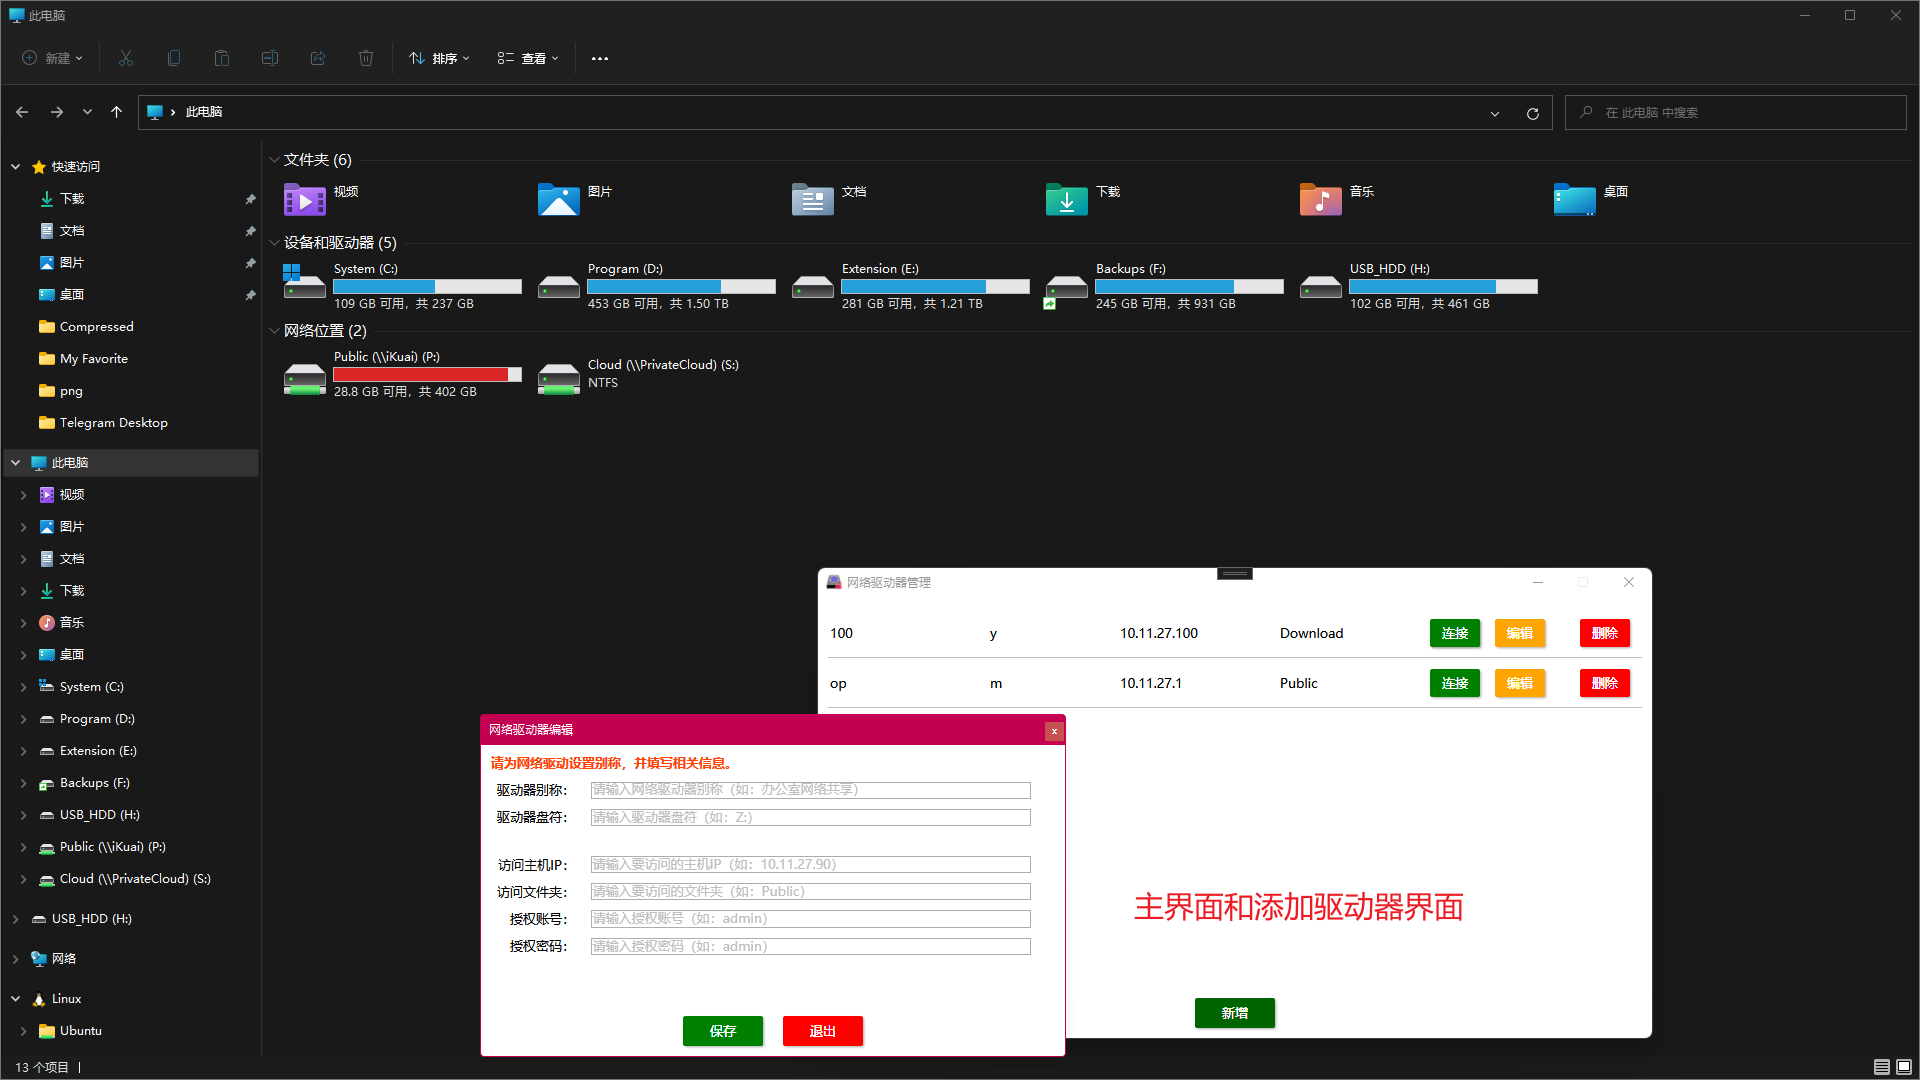 此电脑
新建
排序
查看
此电脑
在 此电脑 中搜索
快速访问
下载
文档
图片
桌面
Compressed
My Favorite
png
Telegram Desktop
此电脑
视频
图片
文档
下载
音乐
桌面
System (C:)
Program (D:)
Extension (E:)
Backups (F:)
USB_HDD (H:)
Public (\\iKuai) (P:)
Cloud (\\PrivateCloud) (S:)
USB_HDD (H:)
网络
Linux
Ubuntu
13 个项目
文件夹 (6)
视频
图片
文档
下载
音乐
桌面
设备和驱动器 (5)
System (C:)
109 GB 可用，共 237 GB
Program (D:)
453 GB 可用，共 1.50 TB
Extension (E:)
281 GB 可用，共 1.21 TB
Backups (F:)
245 GB 可用，共 931 GB
USB_HDD (H:)
102 GB 可用，共 461 GB
网络位置 (2)
Public (\\iKuai) (P:)
28.8 GB 可用，共 402 GB
Cloud (\\PrivateCloud) (S:)
NTFS
网络驱动器管理
100 y 10.11.27.100 Download 连接 编辑 删除
op m 10.11.27.1 Public 连接 编辑 删除
主界面和添加驱动器界面
新增
网络驱动器编辑
x
请为网络驱动设置别称，并填写相关信息。
驱动器别称： 请输入网络驱动器别称（如：办公室网络共享）
驱动器盘符： 请输入驱动器盘符（如：Z:）
访问主机IP： 请输入要访问的主机IP（如：10.11.27.90）
访问文件夹： 请输入要访问的文件夹（如：Public）
授权账号： 请输入授权账号（如：admin）
授权密码： 请输入授权密码（如：admin）
保存 退出